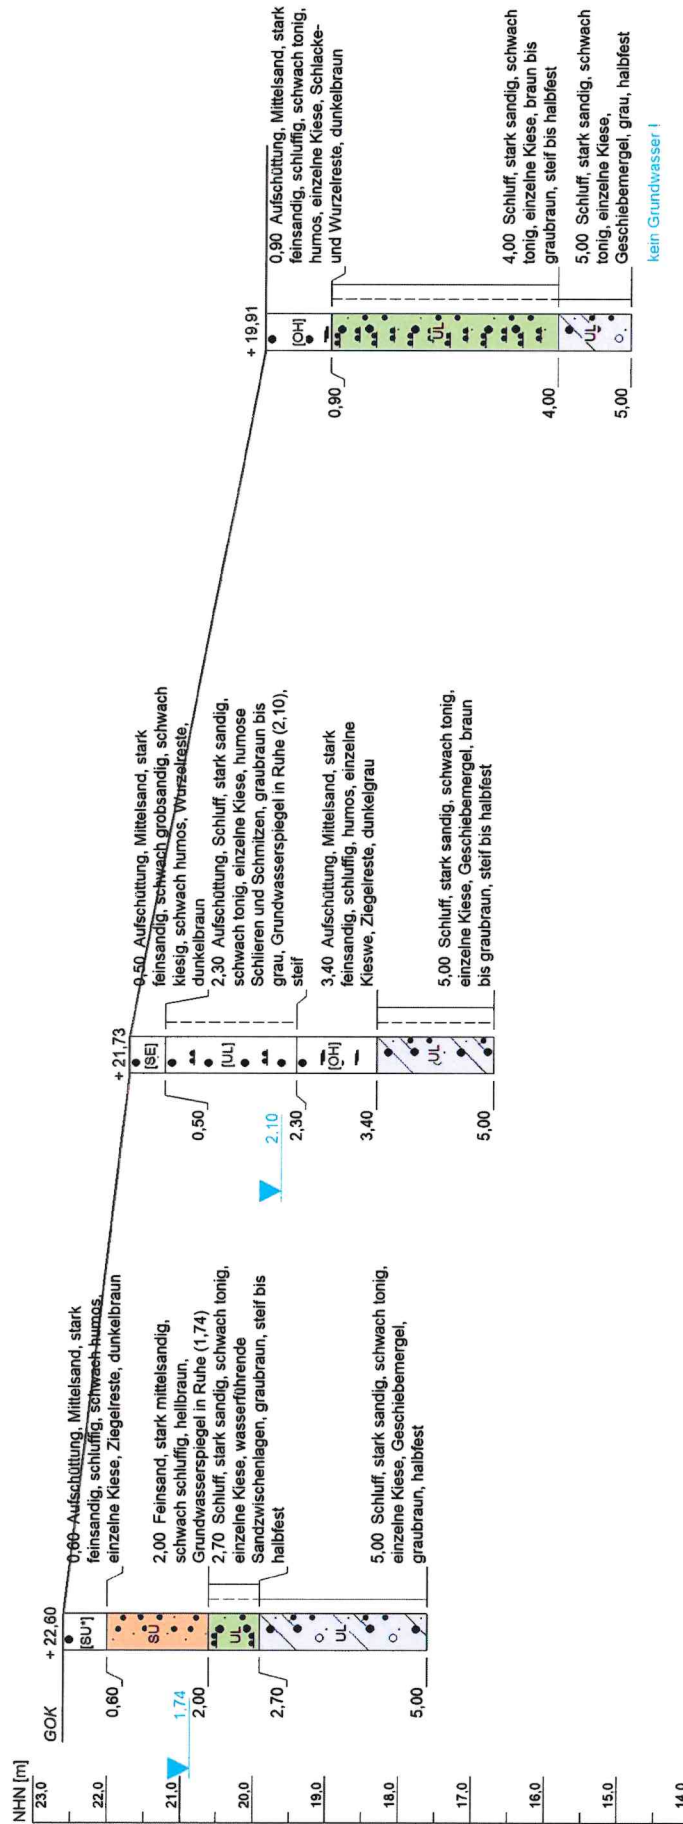 NHN [m]
23,0
22,0
21,0
20,0
19,0
18,0
17,0
16,0
15,0
14,0
GOK
+ 22,60
[SU*]
SU
UL
UL
0,60
1.74
2,00
2,70
5,00
0,60 Aufschüttung, Mittelsand, stark
feinsandig, schluffig, schwach humos,
einzelne Kiese, Ziegelreste, dunkelbraun
2,00 Feinsand, stark mittelsandig,
schwach schluffig, hellbraun,
Grundwasserspiegel in Ruhe (1,74)
2,70 Schluff, stark sandig, schwach tonig,
einzelne Kiese, wasserführende
Sandzwischenlagen, graubraun, steif bis
halbfest
5,00 Schluff, stark sandig, schwach tonig,
einzelne Kiese, Geschiebemergel,
graubraun, halbfest
+ 21,73
[SE]
[UL]
[OH]
UL
0,50
2.10
2,30
3,40
5,00
0,50 Aufschüttung, Mittelsand, stark
feinsandig, schwach grobsandig, schwach
kiesig, schwach humos, Wurzelreste,
dunkelbraun
2,30 Aufschüttung, Schluff, stark sandig,
schwach tonig, einzelne Kiese, humose
Schlieren und Schmitzen, graubraun bis
grau, Grundwasserspiegel in Ruhe (2,10),
steif
3,40 Aufschüttung, Mittelsand, stark
feinsandig, schluffig, humos, einzelne
Kieswe, Ziegelreste, dunkelgrau
5,00 Schluff, stark sandig, schwach tonig,
einzelne Kiese, Geschiebemergel, braun
bis graubraun, steif bis halbfest
+ 19,91
[OH]
UL
UL
0,90
4,00
5,00
0,90 Aufschüttung, Mittelsand, stark
feinsandig, schluffig, schwach tonig,
humos, einzelne Kiese, Schlacke-
und Wurzelreste, dunkelbraun
4,00 Schluff, stark sandig, schwach
tonig, einzelne Kiese, braun bis
graubraun, steif bis halbfest
5,00 Schluff, stark sandig, schwach
tonig, einzelne Kiese,
Geschiebemergel, grau, halbfest
kein Grundwasser !